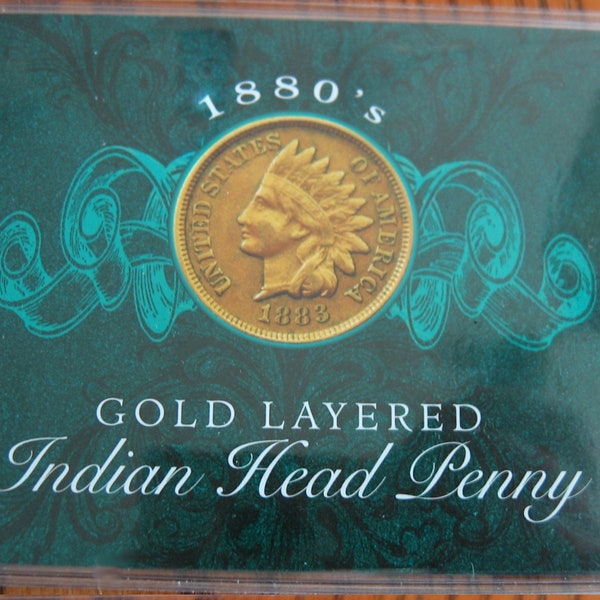 1880's
UNITED STATES OF AMERICA
1883
GOLD LAYERED
Indian Head Penny